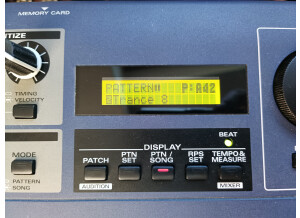 MEMORY CARD
TIZE
TIMING
VELOCITY
PATTERN# P:A02
Trance 8
MODE
PATTERN
SONG
DISPLAY
BEAT
PATCH
PTN
SET
PTN/
SONG
RPS
SET
TEMPO&
MEASURE
AUDITION
MIXER